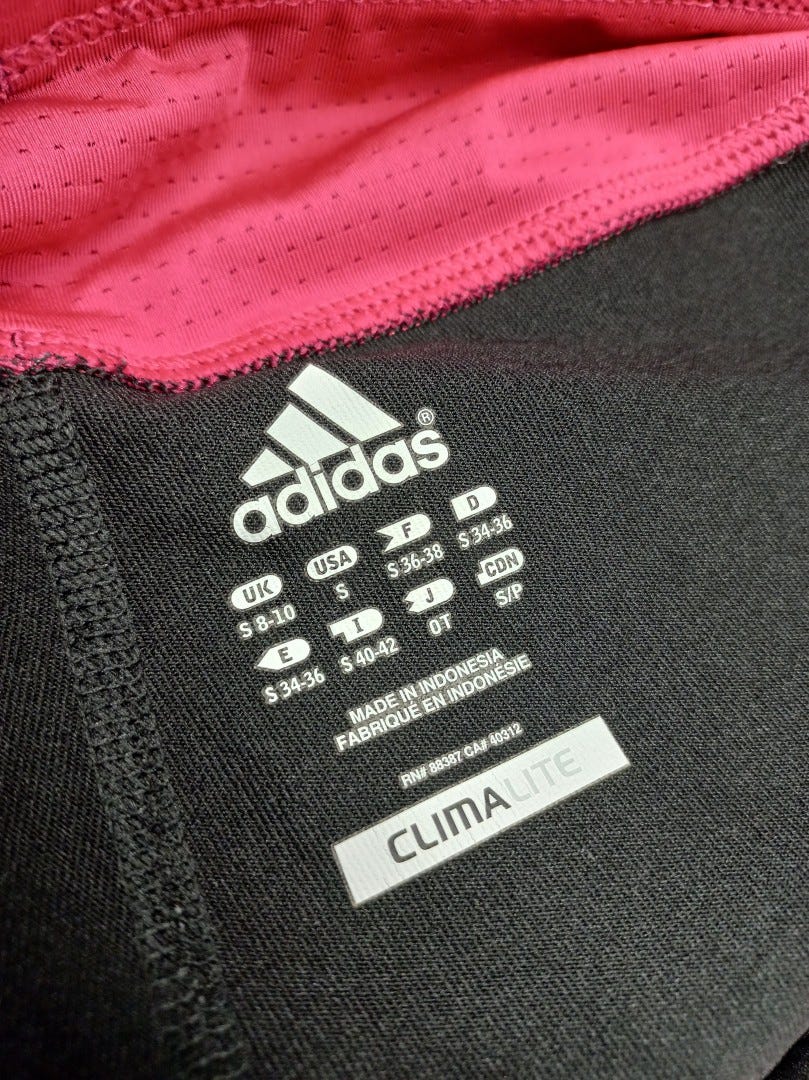 adidas®
UK USA F D
S 8-10 S S 36-38 S 34-36
E I J CDN
S 34-36 S 40-42 OT S/P
MADE IN INDONESIA
FABRIQUÉ EN INDONÉSIE
RN# 88387 CA# 40312
CLIMALITE